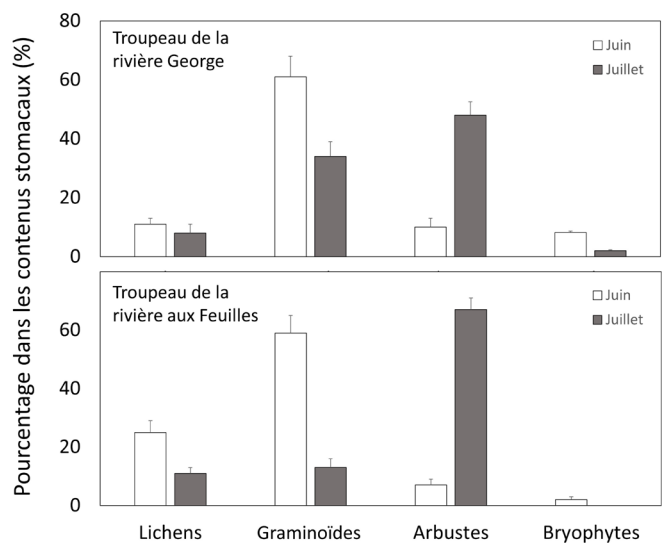 Pourcentage dans les contenus stomacaux (%)
80
60
40
20
0
Troupeau de la
rivière George
Juin
Juillet
60
40
20
0
Troupeau de la
rivière aux Feuilles
Juin
Juillet
Lichens Graminoïdes Arbustes Bryophytes